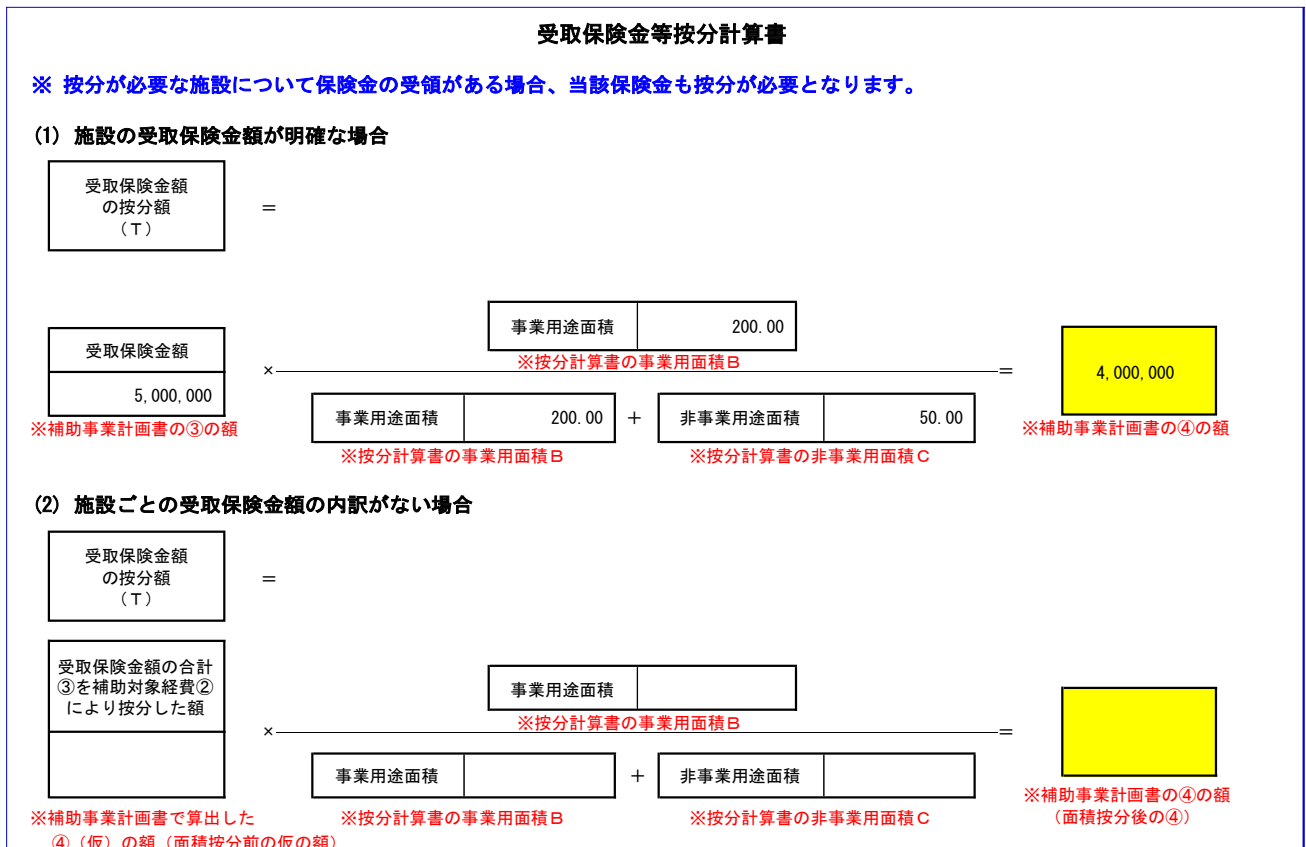 受取保険金等按分計算書
※ 按分が必要な施設について保険金の受領がある場合、当該保険金も按分が必要となります。
(1) 施設の受取保険金額が明確な場合
受取保険金額
の按分額
(T)
＝
事業用途面積 200.00
※按分計算書の事業用面積B
受取保険金額
5,000,000
×
＝
4,000,000
事業用途面積 200.00 ＋ 非事業用途面積 50.00
※補助事業計画書の③の額
※按分計算書の事業用面積B
※按分計算書の非事業用面積C
※補助事業計画書の④の額
(2) 施設ごとの受取保険金額の内訳がない場合
受取保険金額
の按分額
(T)
＝
受取保険金額の合計
③を補助対象経費②
により按分した額
事業用途面積
※按分計算書の事業用面積B
×
＝
事業用途面積 ＋ 非事業用途面積
※補助事業計画書で算出した
④(仮)の額(面積按分前の仮の額)
※按分計算書の事業用面積B
※按分計算書の非事業用面積C
※補助事業計画書の④の額
(面積按分後の④)